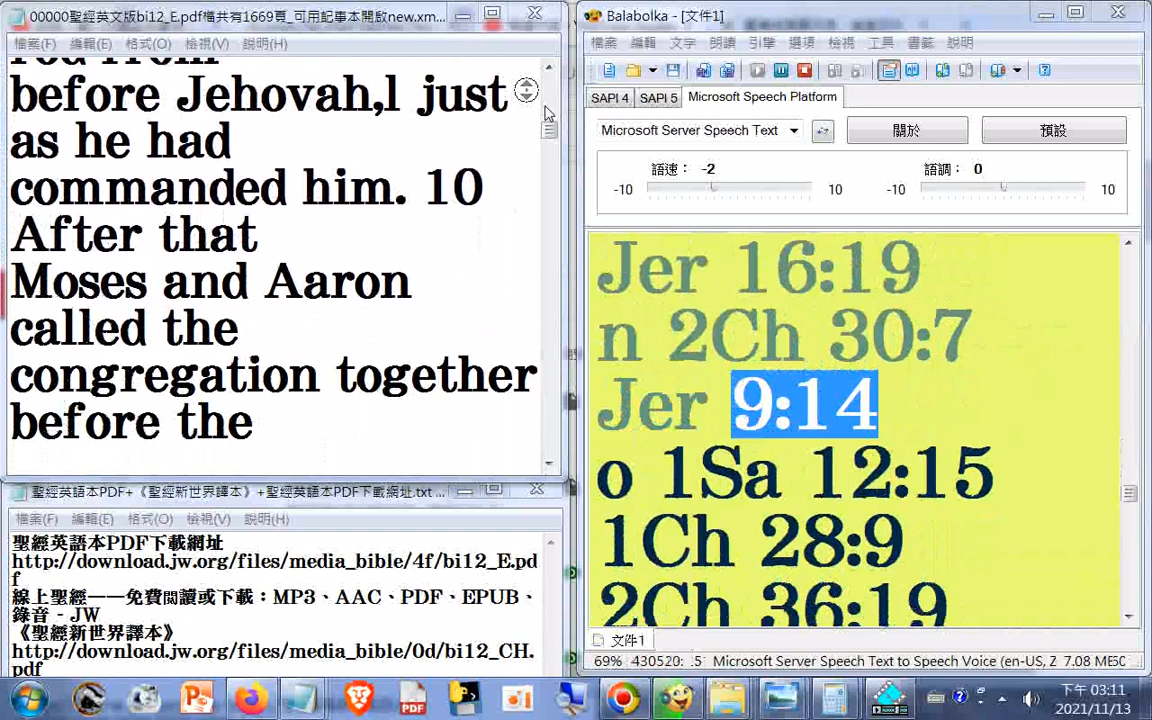 00000聖經英文版bi12_E.pdf檔共有1669頁_可用記事本開啟new.xm...
檔案(F) 編輯(E) 格式(O) 檢視(V) 說明(H)
rod from
before Jehovah,l just
as he had
commanded him. 10
After that
Moses and Aaron
called the
congregation together
before the
聖經英語本PDF+《聖經新世界譯本》+聖經英語本PDF下載網址.txt ...
檔案(F) 編輯(E) 格式(O) 檢視(V) 說明(H)
聖經英語本PDF下載網址
http://download.jw.org/files/media_bible/4f/bi12_E.pd
f
線上聖經——免費閱讀或下載：MP3、AAC、PDF、EPUB、
錄音 - JW
《聖經新世界譯本》
http://download.jw.org/files/media_bible/0d/bi12_CH.
pdf
Balabolka - [文件1]
檔案 編輯 文字 朗讀 引擎 選項 檢視 工具 書籤 說明
SAPI 4 SAPI 5 Microsoft Speech Platform
Microsoft Server Speech Text 關於 預設
語速： -2 語調： 0
-10 10 -10 10
Jer 16:19
n 2Ch 30:7
Jer 9:14
o 1Sa 12:15
1Ch 28:9
2Ch 36:19
文件1
69% 430520: .5 Microsoft Server Speech Text to Speech Voice (en-US, Z 7.08 ME50
下午 03:11
2021/11/13